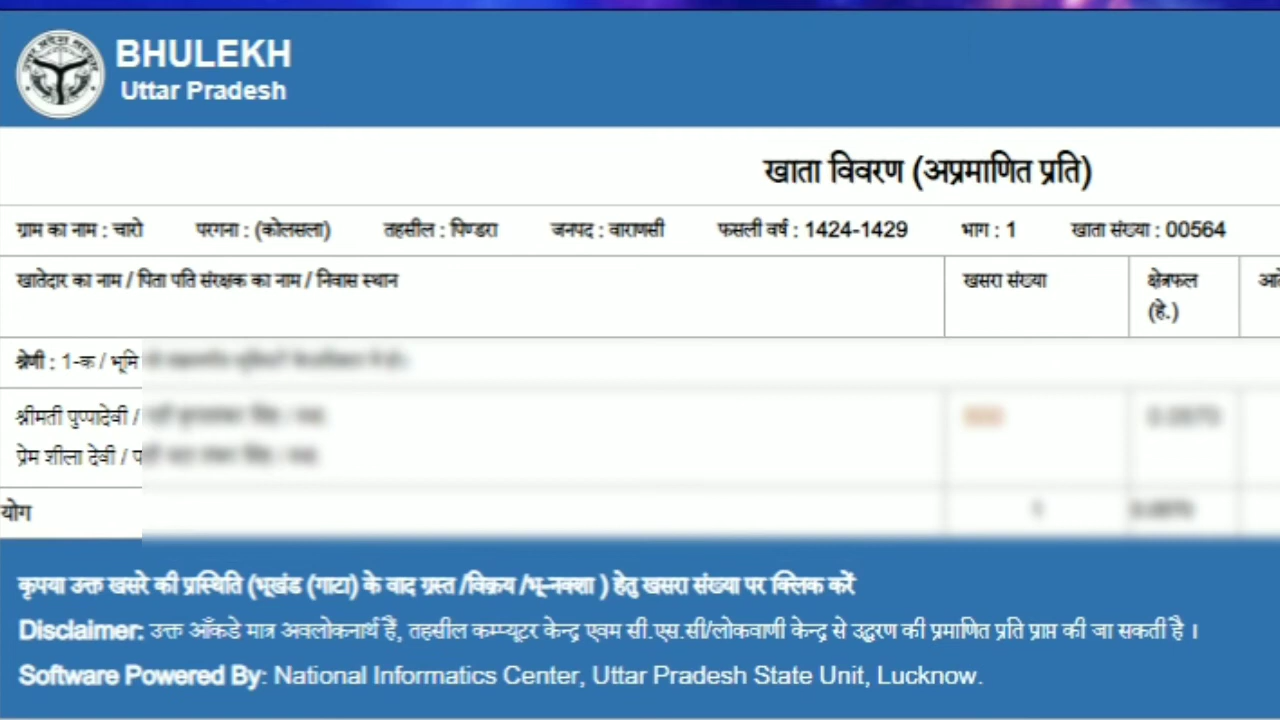 BHULEKH
Uttar Pradesh
खाता विवरण (अप्रमाणित प्रति)
ग्राम का नाम : चारो परगना : (कोलसला) तहसील : पिण्डरा जनपद : वाराणसी फसली वर्ष : 1424-1429 भाग : 1 खाता संख्या : 00564
खातेदार का नाम / पिता पति संरक्षक का नाम / निवास स्थान खसरा संख्या क्षेत्रफल
(हे.)
श्रेणी : 1-क / भूमि
श्रीमती पुष्पादेवी /
प्रेम शीला देवी /
योग
कृपया उक्त खसरे की प्रस्थिति (भूखंड (गाटा) के वाद ग्रस्त /विक्रय /भू-नक्शा ) हेतु खसरा संख्या पर क्लिक करें
Disclaimer: उक्त आँकडे मात्र अवलोकनार्थ हैं, तहसील कम्प्यूटर केन्द्र एवम सी.एस.सी/लोकवाणी केन्द्र से उद्धरण की प्रमाणित प्रति प्राप्त की जा सकती है ।
Software Powered By: National Informatics Center, Uttar Pradesh State Unit, Lucknow.